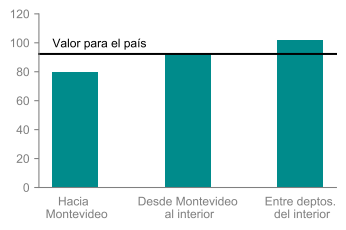 120
100
80
60
40
20
0
Valor para el país
Hacia
Montevideo
Desde Montevideo
al interior
Entre deptos.
del interior